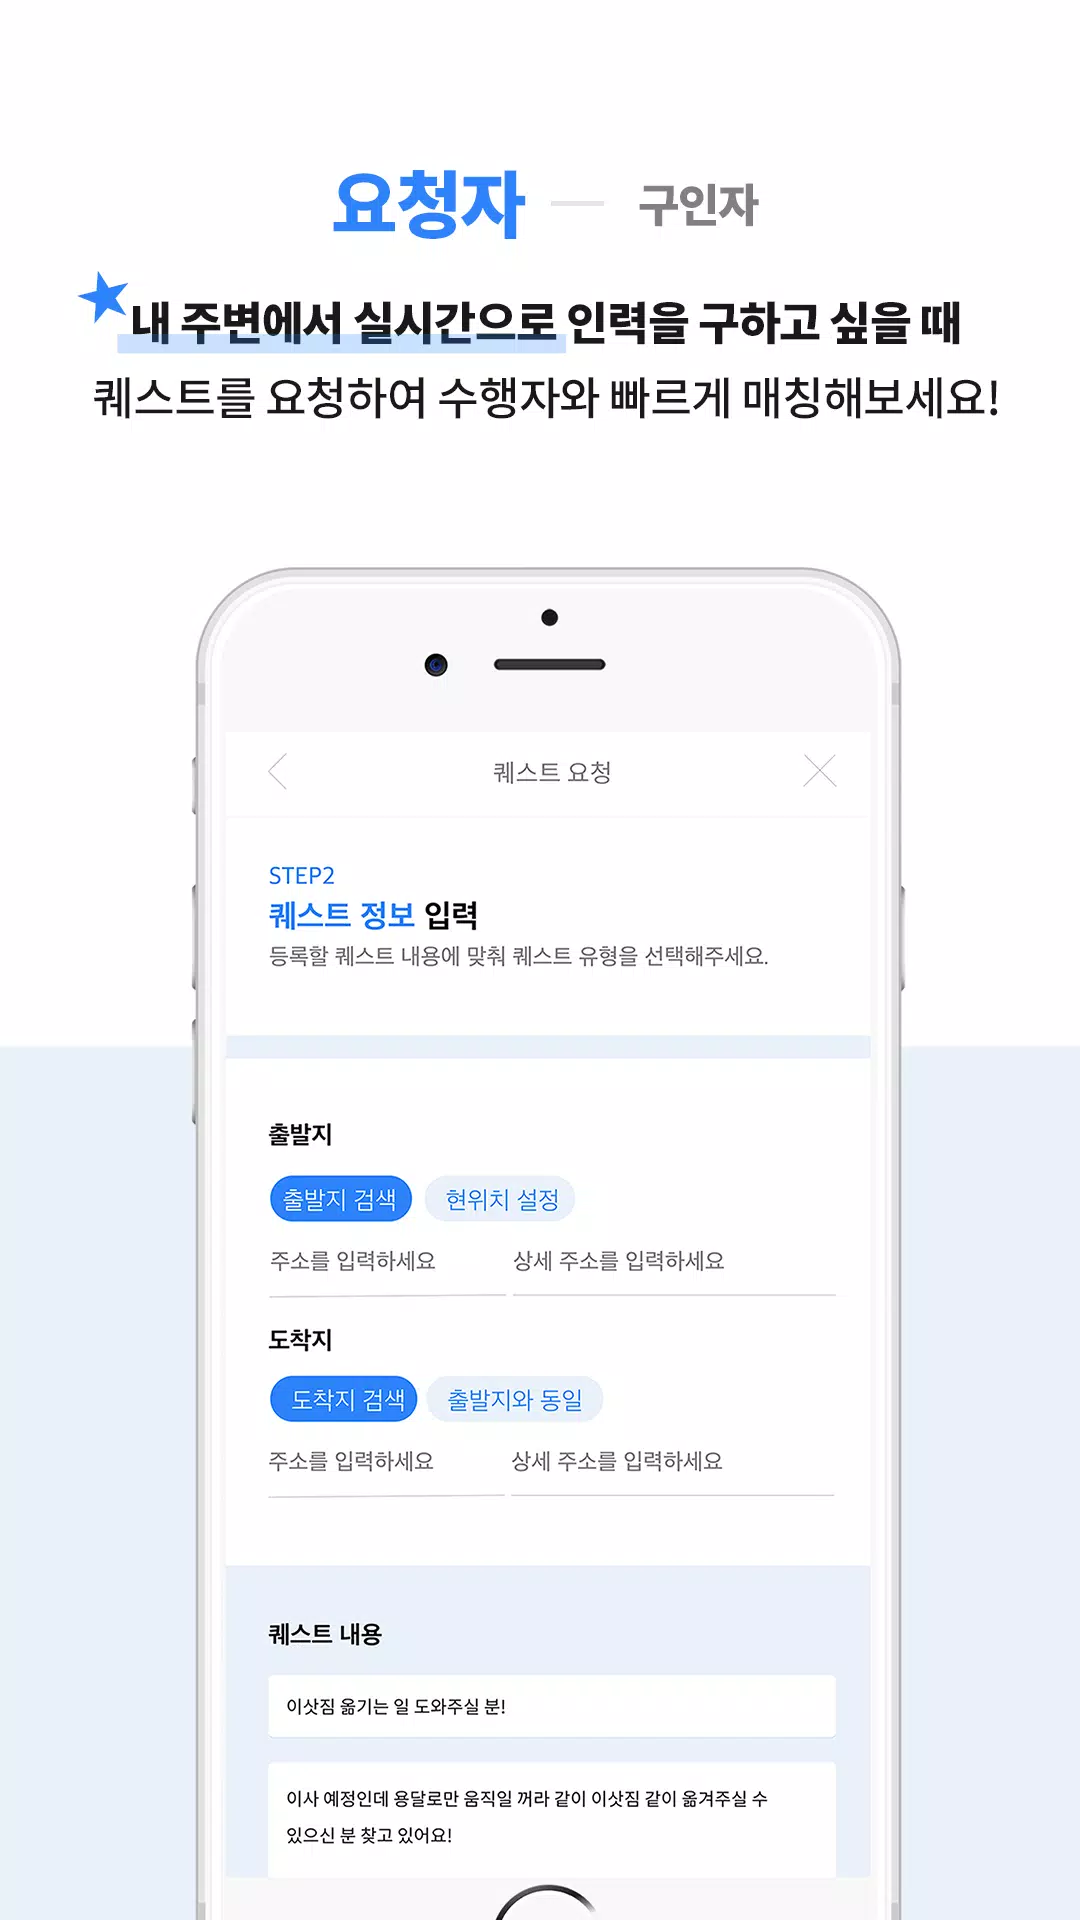 요청자 — 구인자
내 주변에서 실시간으로 인력을 구하고 싶을 때
퀘스트를 요청하여 수행자와 빠르게 매칭해보세요!
퀘스트 요청
STEP2
퀘스트 정보 입력
등록할 퀘스트 내용에 맞춰 퀘스트 유형을 선택해주세요.
출발지
출발지 검색 현위치 설정
주소를 입력하세요 상세 주소를 입력하세요
도착지
도착지 검색 출발지와 동일
주소를 입력하세요 상세 주소를 입력하세요
퀘스트 내용
이삿짐 옮기는 일 도와주실 분!
이사 예정인데 용달로만 움직일 꺼라 같이 이삿짐 같이 옮겨주실 수
있으신 분 찾고 있어요!